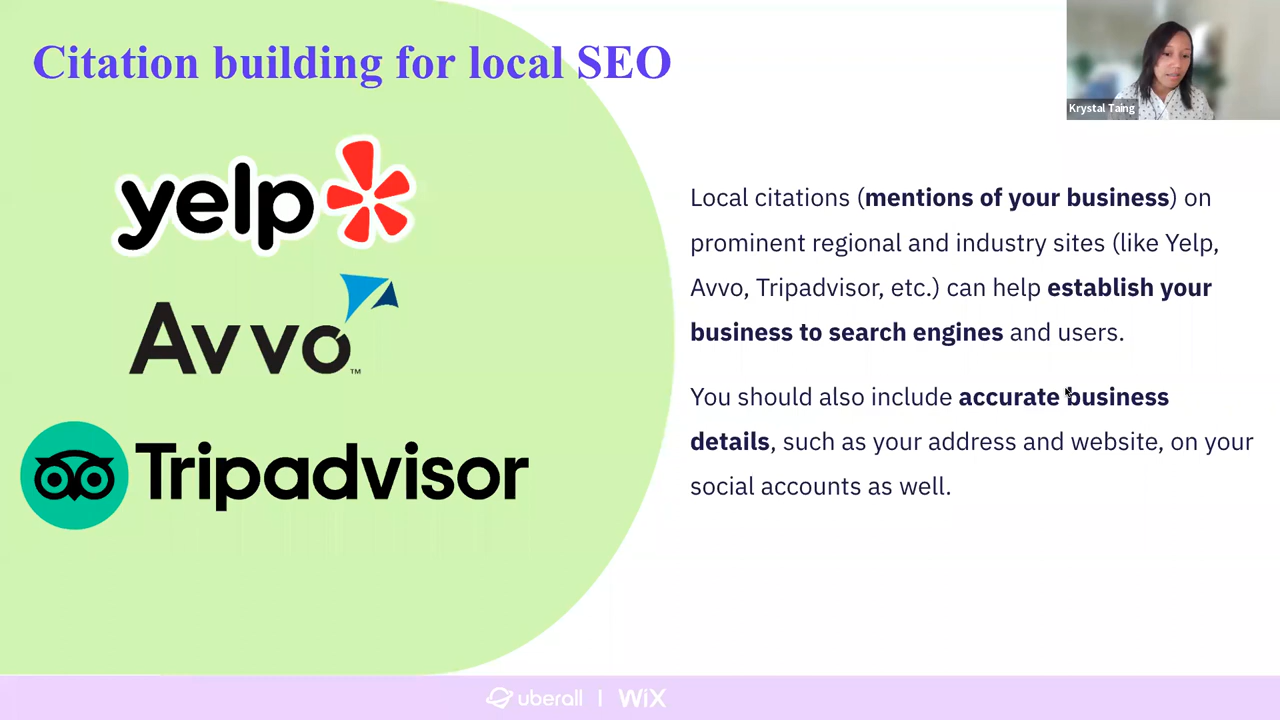 Citation building for local SEO
Krystal Taing
yelp
Avvo™
Tripadvisor
Local citations (mentions of your business) on
prominent regional and industry sites (like Yelp,
Avvo, Tripadvisor, etc.) can help establish your
business to search engines and users.
You should also include accurate business
details, such as your address and website, on your
social accounts as well.
uberall | WiX